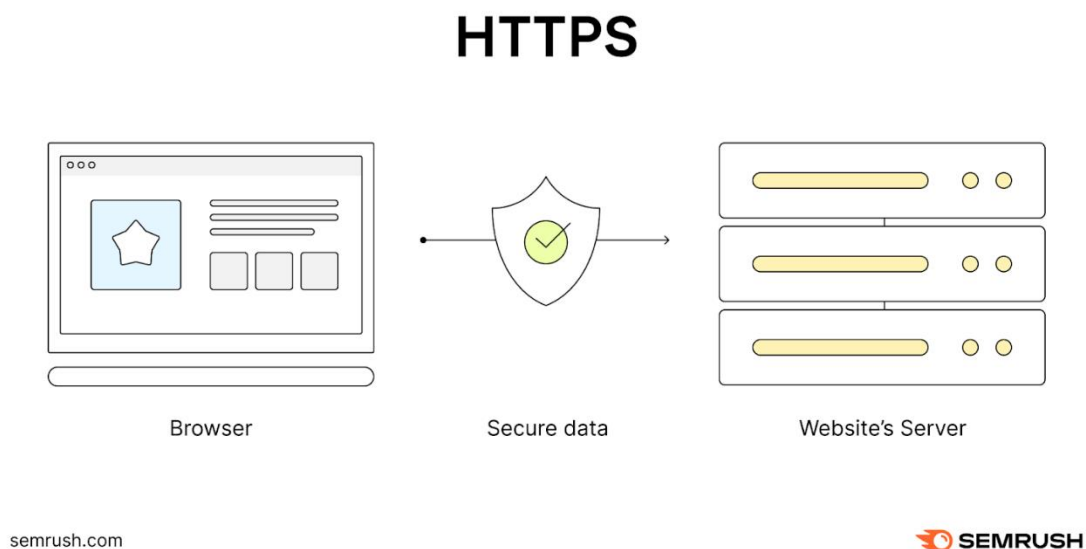 HTTPS
Browser
Secure data
Website’s Server
semrush.com
SEMRUSH